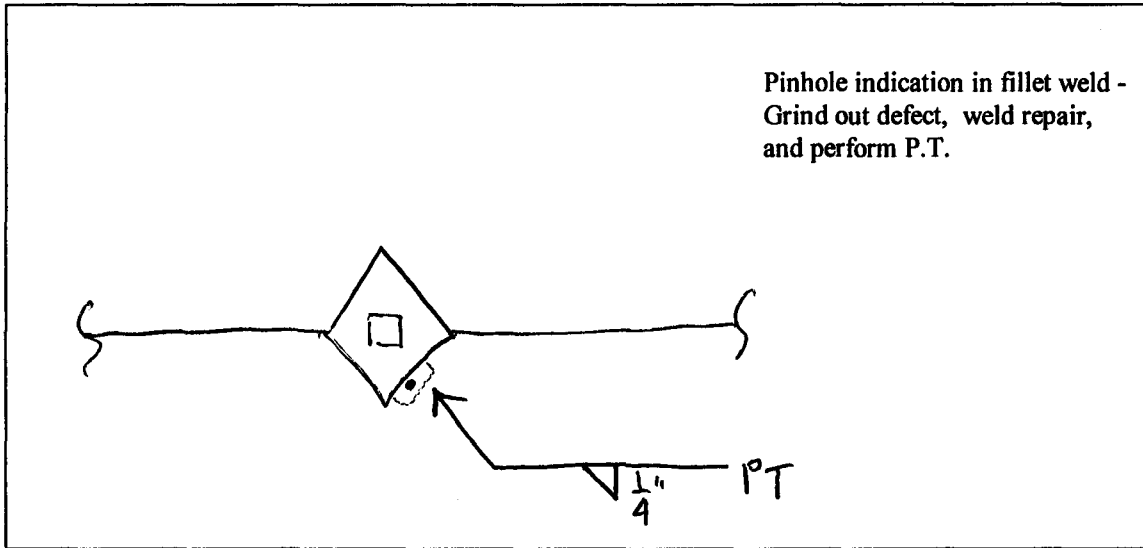 Pinhole indication in fillet weld -
Grind out defect, weld repair,
and perform P.T.
1/4" PT